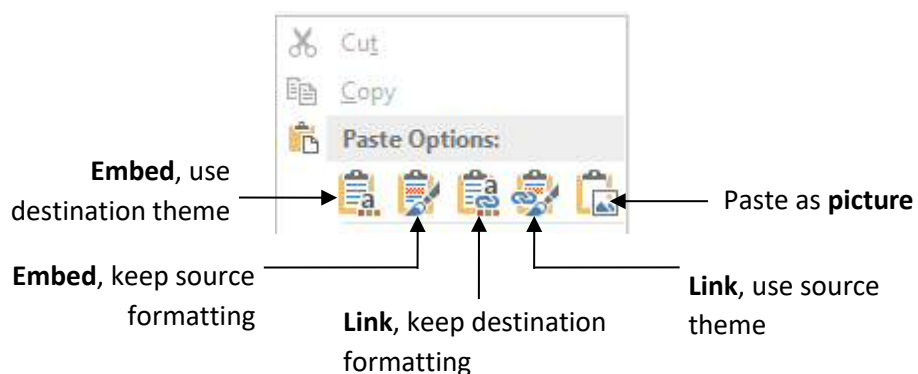 Cut
Copy
Paste Options:
Embed, use
destination theme
Paste as picture
Embed, keep source
formatting
Link, keep destination
formatting
Link, use source
theme